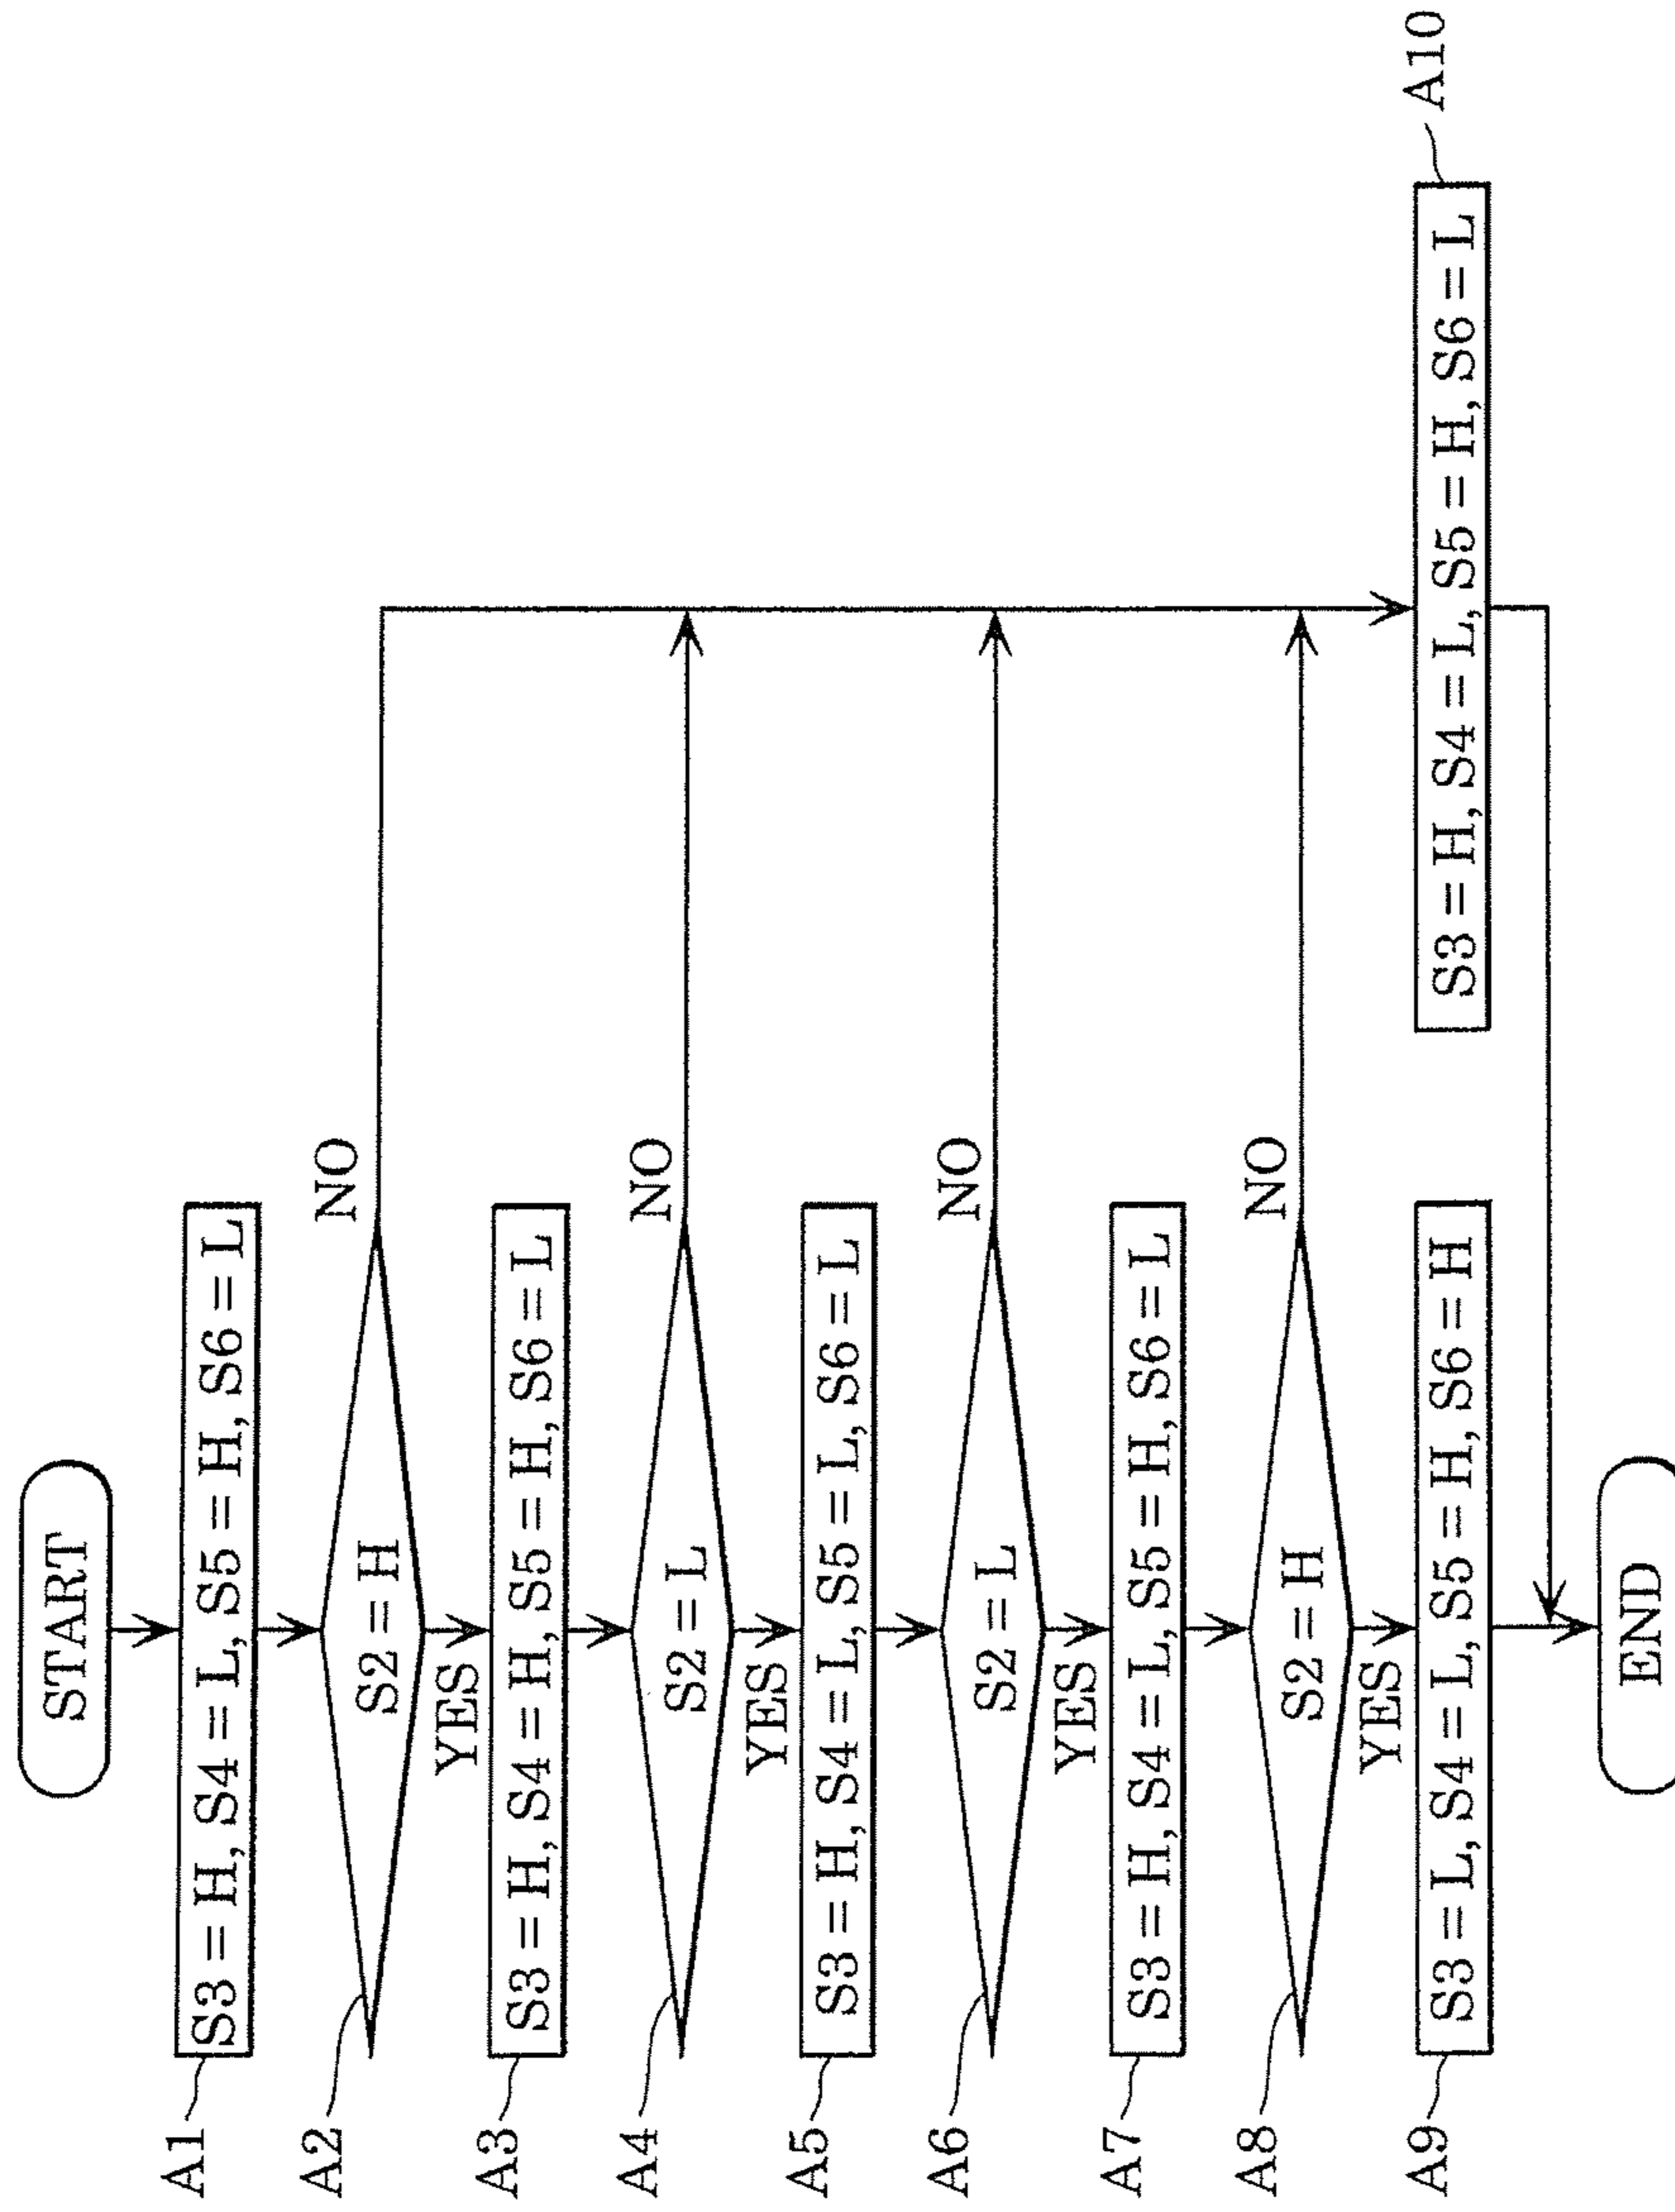 START
A1
S3 = H, S4 = L, S5 = H, S6 = L
A2
S2 = H
NO
YES
A3
S3 = H, S4 = H, S5 = H, S6 = L
A4
S2 = L
NO
YES
A5
S3 = H, S4 = L, S5 = L, S6 = L
A6
S2 = L
NO
YES
A7
S3 = H, S4 = L, S5 = H, S6 = L
A8
S2 = H
NO
YES
A9
S3 = L, S4 = L, S5 = H, S6 = H
S3 = H, S4 = L, S5 = H, S6 = L
A10
END